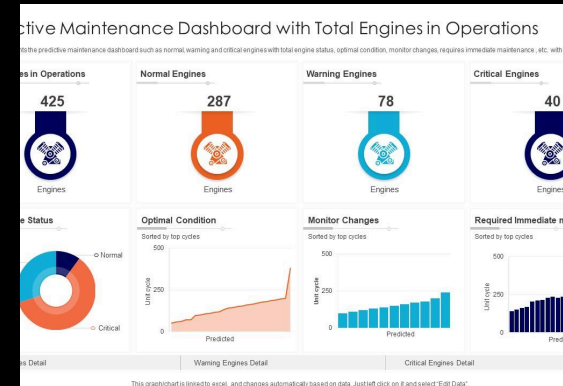 ctive Maintenance Dashboard with Total Engines in Operations
nts the predictive maintenance dashboard such as normal, warning and critical engines with total engine status, optimal condition, monitor changes, requires immediate maintenance, etc. with
es in Operations
Normal Engines
Warning Engines
Critical Engines
425
287
78
40
Engines
Engines
Engines
Engines
e Status
Optimal Condition
Monitor Changes
Required Immediate m
Sorted by top cycles
Sorted by top cycles
Sorted by top cycles
Normal
Critical
500
250
0
Unit cycle
Predicted
500
250
0
Unit cycle
Predicted
500
250
0
Unit cycle
Pred
es Detail
Warning Engines Detail
Critical Engines Detail
This graph/chart is linked to excel, and changes automatically based on data. Just left click on it and select "Edit Data".